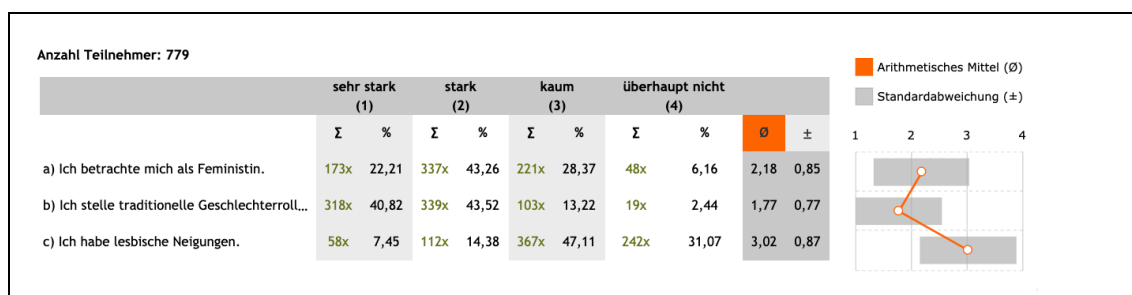 Anzahl Teilnehmer: 779
Arithmetisches Mittel (Ø)
Standardabweichung (±)
sehr stark (1) stark (2) kaum (3) überhaupt nicht (4)
Σ % Σ % Σ % Σ % Ø ±
1 2 3 4
a) Ich betrachte mich als Feministin. 173x 22,21 337x 43,26 221x 28,37 48x 6,16 2,18 0,85
b) Ich stelle traditionelle Geschlechterroll... 318x 40,82 339x 43,52 103x 13,22 19x 2,44 1,77 0,77
c) Ich habe lesbische Neigungen. 58x 7,45 112x 14,38 367x 47,11 242x 31,07 3,02 0,87